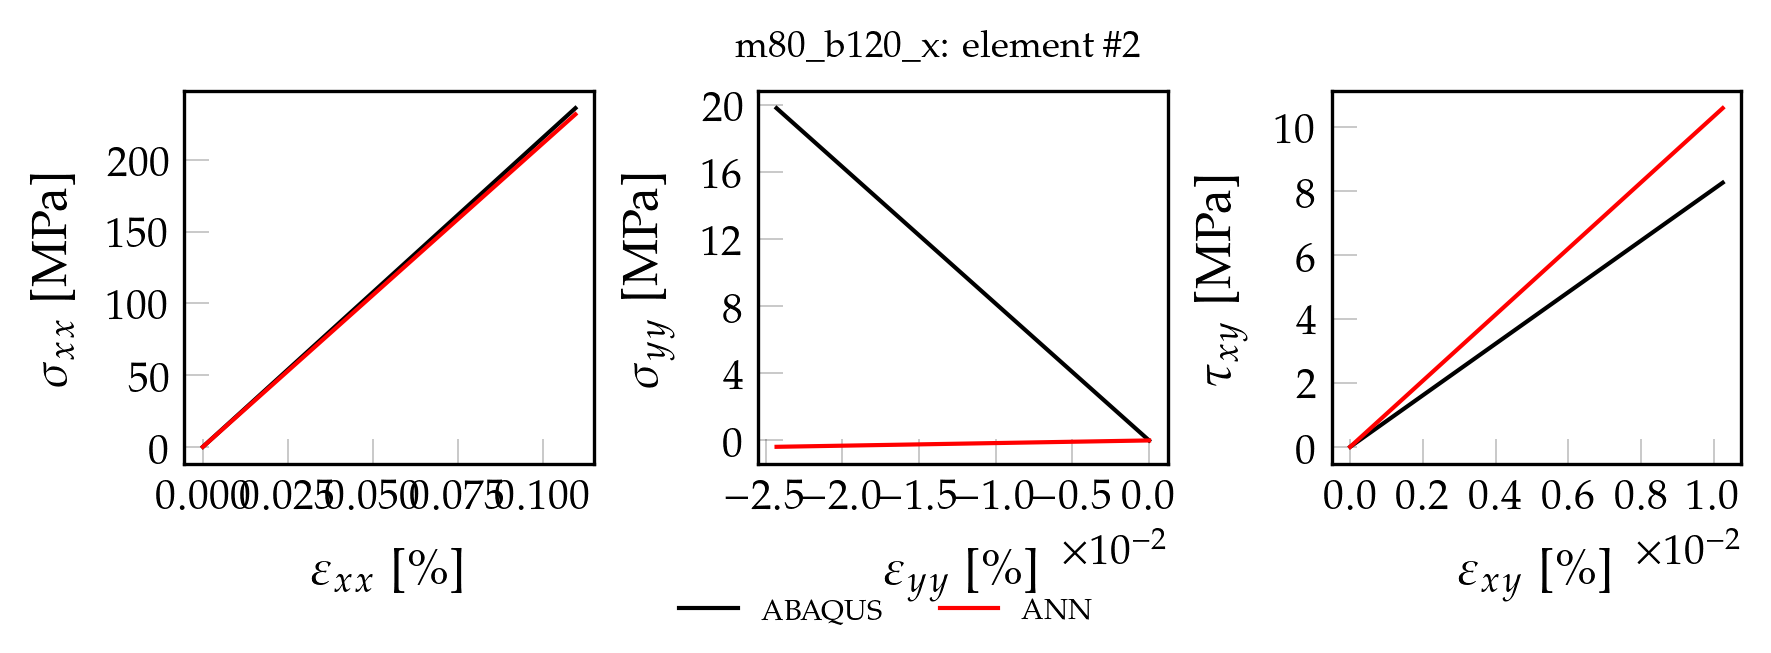 m80_b120_x: element #2
σxx [MPa]
200
150
100
50
0
0.000 0.025 0.050 0.075 0.100
εxx [%]
σyy [MPa]
20
16
12
8
4
0
−2.5 −2.0 −1.5 −1.0 −0.5 0.0
×10−2
εyy [%]
τxy [MPa]
10
8
6
4
2
0
0.0 0.2 0.4 0.6 0.8 1.0
×10−2
εxy [%]
ABAQUS ANN